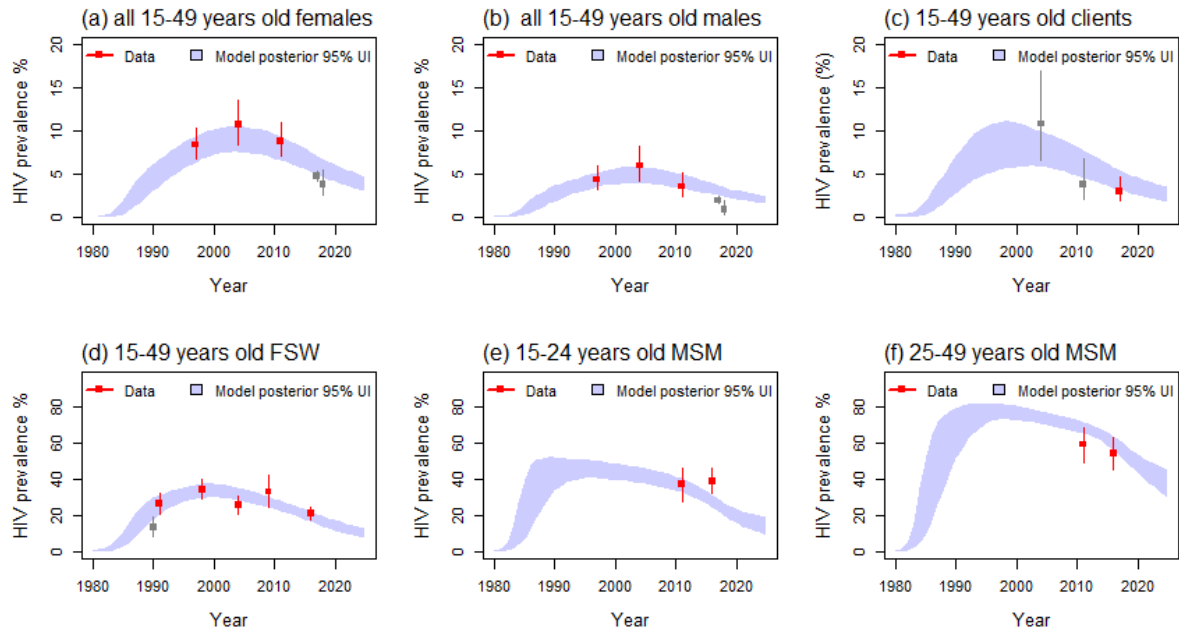 (a) all 15-49 years old females
HIV prevalence %
20
15
10
5
0
Data
Model posterior 95% UI
1980 1990 2000 2010 2020
Year
(b) all 15-49 years old males
HIV prevalence %
20
15
10
5
0
Data
Model posterior 95% UI
1980 1990 2000 2010 2020
Year
(c) 15-49 years old clients
HIV prevalence (%)
20
15
10
5
0
Data
Model posterior 95% UI
1980 1990 2000 2010 2020
Year
(d) 15-49 years old FSW
HIV prevalence %
80
60
40
20
0
Data
Model posterior 95% UI
1980 1990 2000 2010 2020
Year
(e) 15-24 years old MSM
HIV prevalence %
80
60
40
20
0
Data
Model posterior 95% UI
1980 1990 2000 2010 2020
Year
(f) 25-49 years old MSM
HIV prevalence %
80
60
40
20
0
Data
Model posterior 95% UI
1980 1990 2000 2010 2020
Year